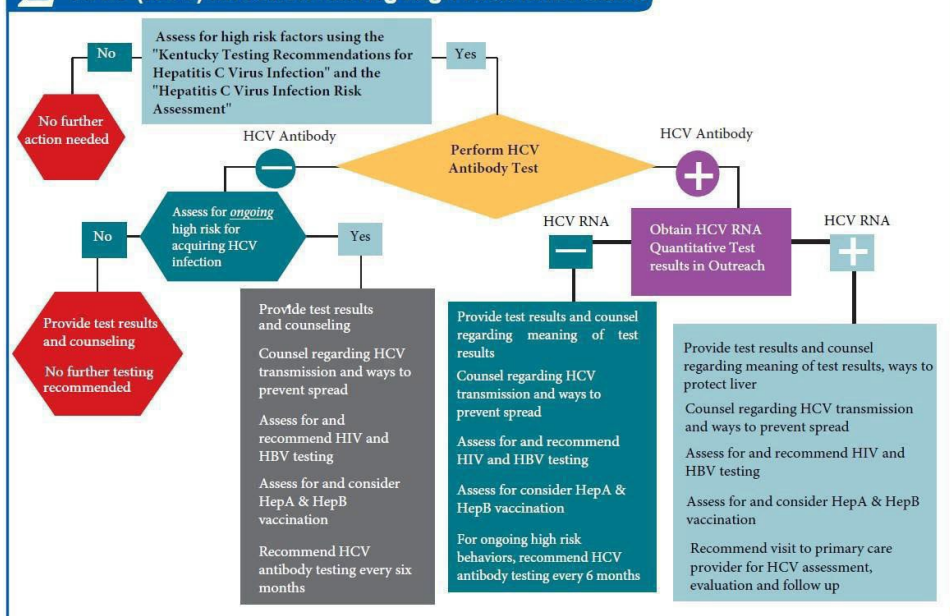 No
Assess for high risk factors using the
"Kentucky Testing Recommendations for
Hepatitis C Virus Infection" and the
"Hepatitis C Virus Infection Risk
Assessment"
Yes
No further
action needed
HCV Antibody
Perform HCV
Antibody Test
HCV Antibody
Assess for ongoing
high risk for
acquiring HCV
infection
No
Yes
HCV RNA
Obtain HCV RNA
Quantitative Test
results in Outreach
HCV RNA
Provide test results
and counseling
No further testing
recommended
Provide test results
and counseling
Counsel regarding HCV
transmission and ways to
prevent spread
Assess for and
recommend HIV and
HBV testing
Assess for and consider
HepA & HepB
vaccination
Recommend HCV
antibody testing every six
months
Provide test results and counsel
regarding meaning of test
results
Counsel regarding HCV
transmission and ways to
prevent spread
Assess for and recommend
HIV and HBV testing
Assess for consider HepA &
HepB vaccination
For ongoing high risk
behaviors, recommend HCV
antibody testing every 6 months
Provide test results and counsel
regarding meaning of test results, ways to
protect liver
Counsel regarding HCV transmission
and ways to prevent spread
Assess for and recommend HIV and
HBV testing
Assess for and consider HepA & HepB
vaccination
Recommend visit to primary care
provider for HCV assessment,
evaluation and follow up